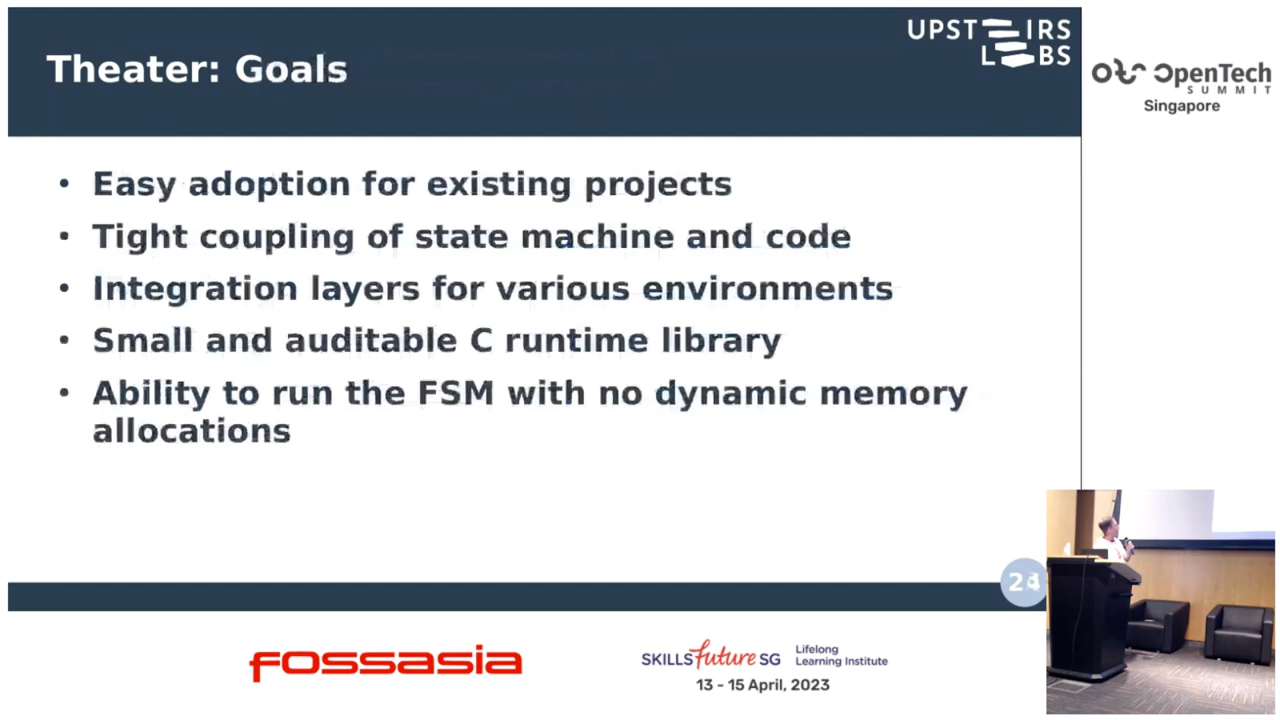 Theater: Goals
UPSTAIRS
LABS
OpenTech
SUMMIT
Singapore
• Easy adoption for existing projects
• Tight coupling of state machine and code
• Integration layers for various environments
• Small and auditable C runtime library
• Ability to run the FSM with no dynamic memory
allocations
fossasia
SKILLSfuture SG
Lifelong
Learning Institute
13 - 15 April, 2023